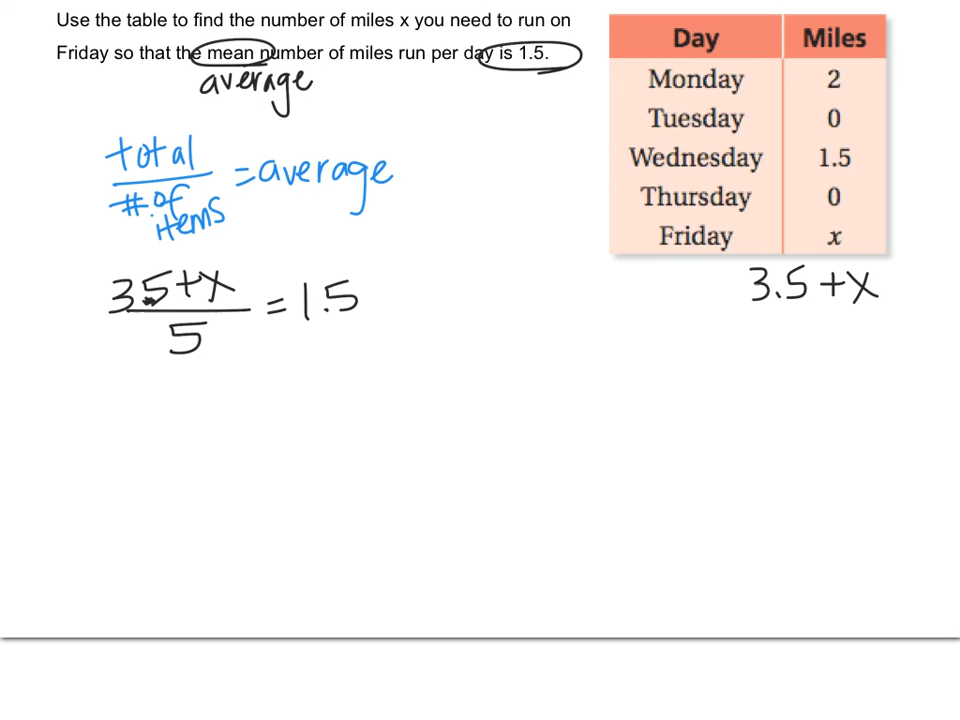 Use the table to find the number of miles x you need to run on
Friday so that the mean number of miles run per day is 1.5.
average
total
# of
items
= average
3.5+x
5
= 1.5
Day Miles
Monday 2
Tuesday 0
Wednesday 1.5
Thursday 0
Friday x
3.5 + x